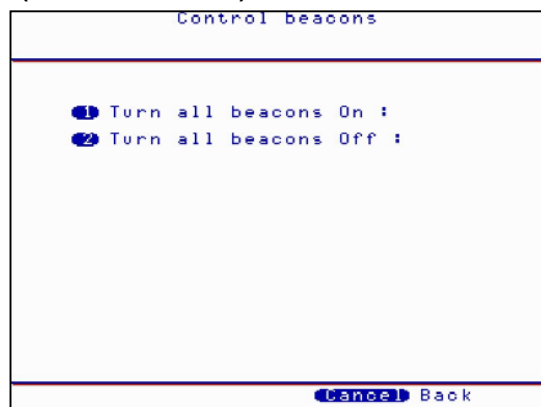 Control beacons
1 Turn all beacons On :
2 Turn all beacons Off :
Cancel Back